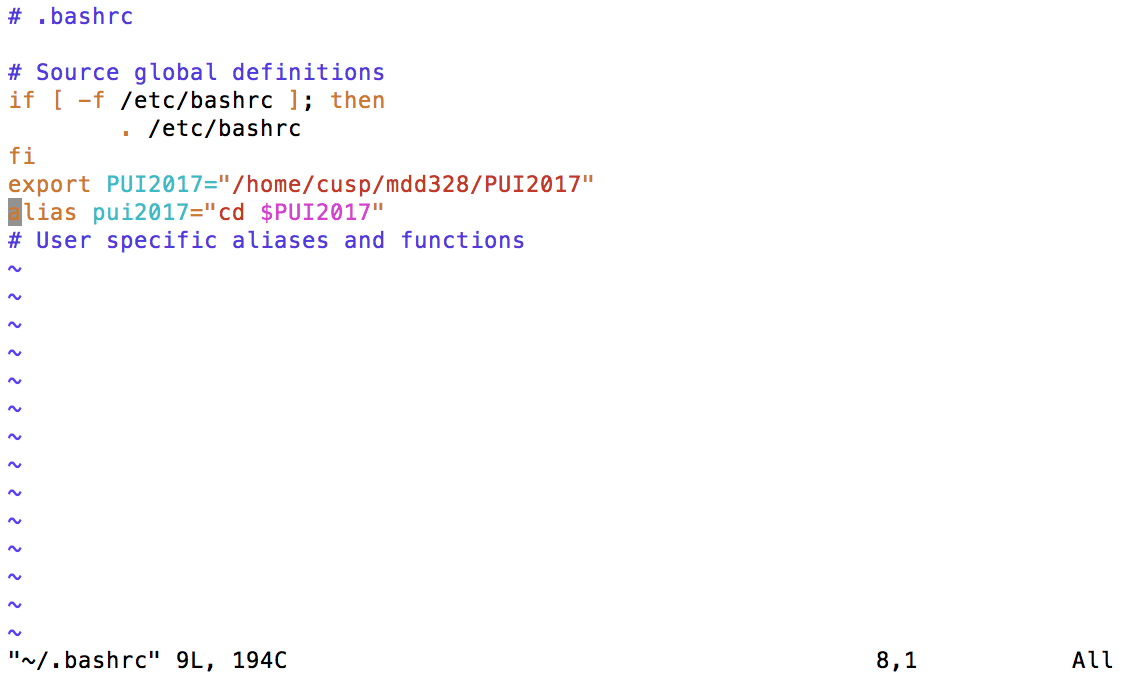 # .bashrc

# Source global definitions
if [ -f /etc/bashrc ]; then
        . /etc/bashrc
fi
export PUI2017="/home/cusp/mdd328/PUI2017"
alias pui2017="cd $PUI2017"
# User specific aliases and functions
~
~
~
~
~
~
~
~
~
~
~
~
~
~
"~/.bashrc" 9L, 194C                                          8,1           All